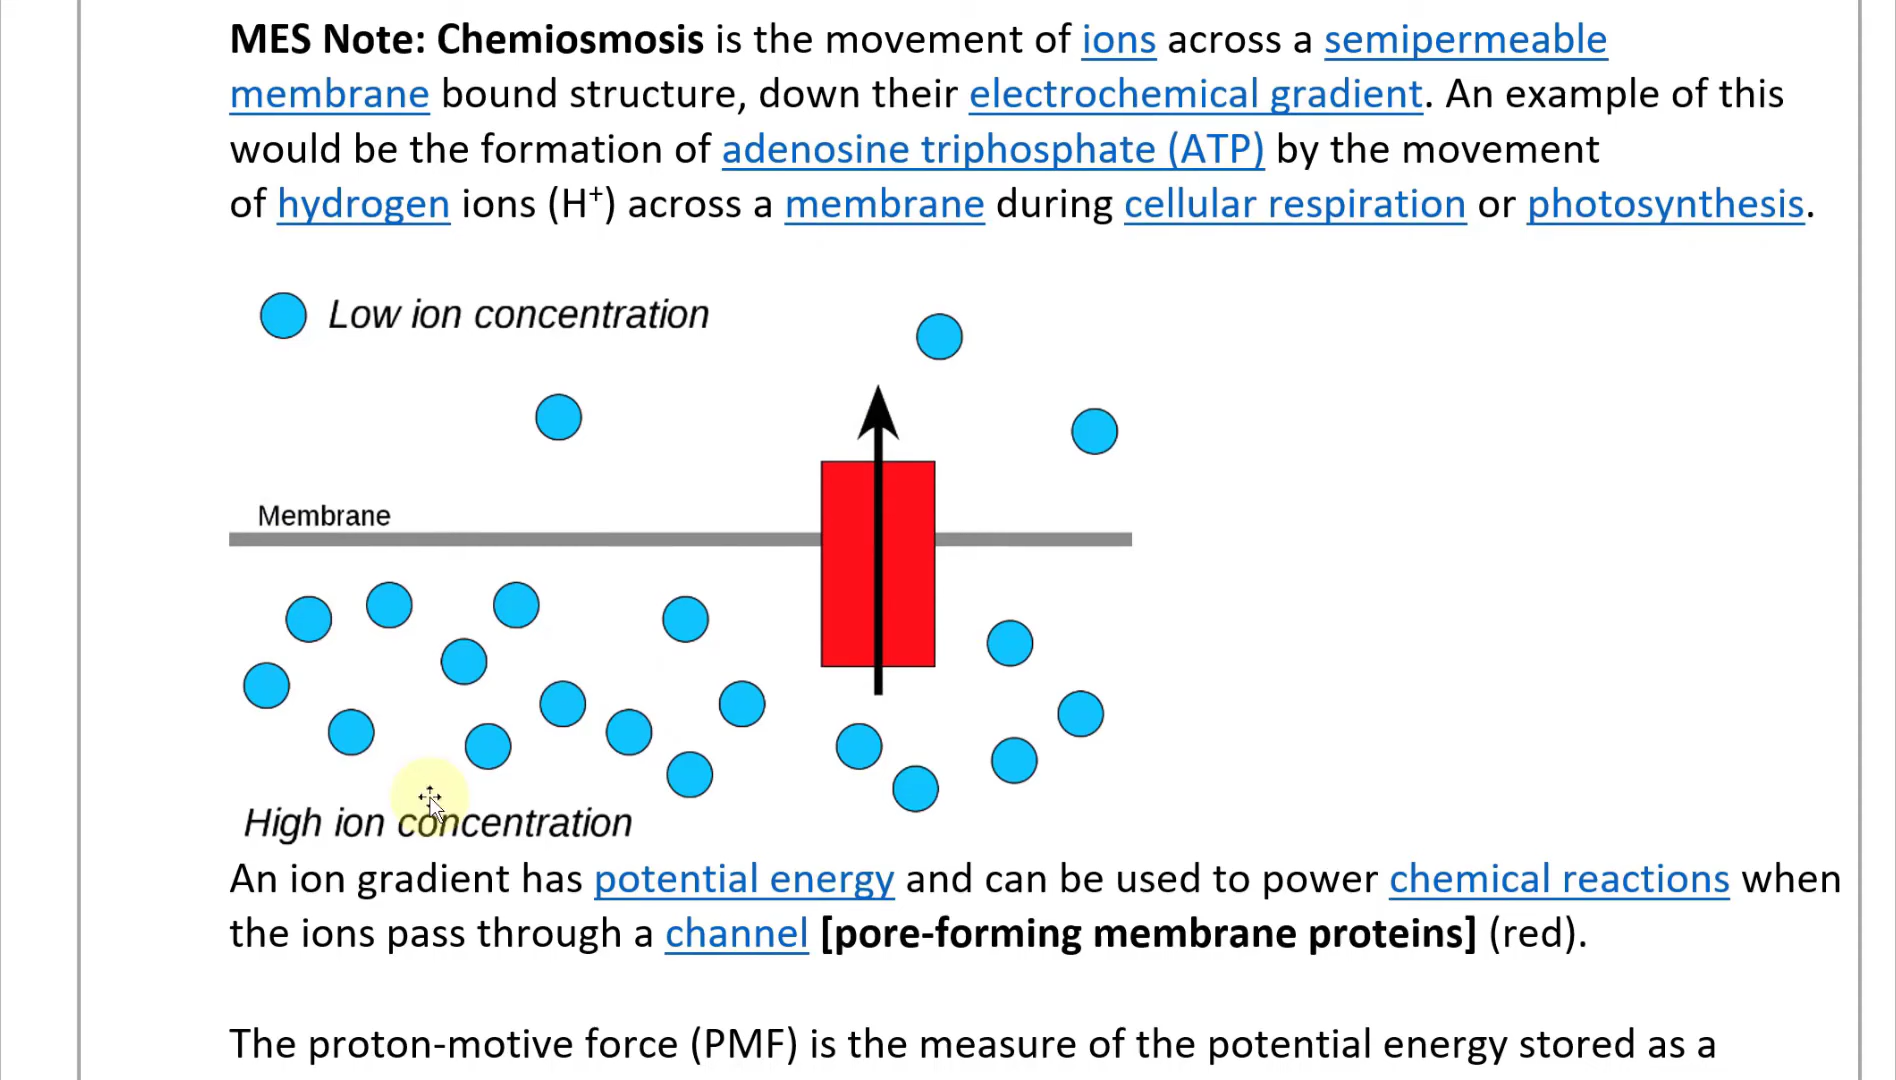 MES Note: Chemiosmosis is the movement of ions across a semipermeable
membrane bound structure, down their electrochemical gradient. An example of this
would be the formation of adenosine triphosphate (ATP) by the movement
of hydrogen ions (H⁺) across a membrane during cellular respiration or photosynthesis.
Low ion concentration
Membrane
High ion concentration
An ion gradient has potential energy and can be used to power chemical reactions when
the ions pass through a channel [pore-forming membrane proteins] (red).
The proton-motive force (PMF) is the measure of the potential energy stored as a